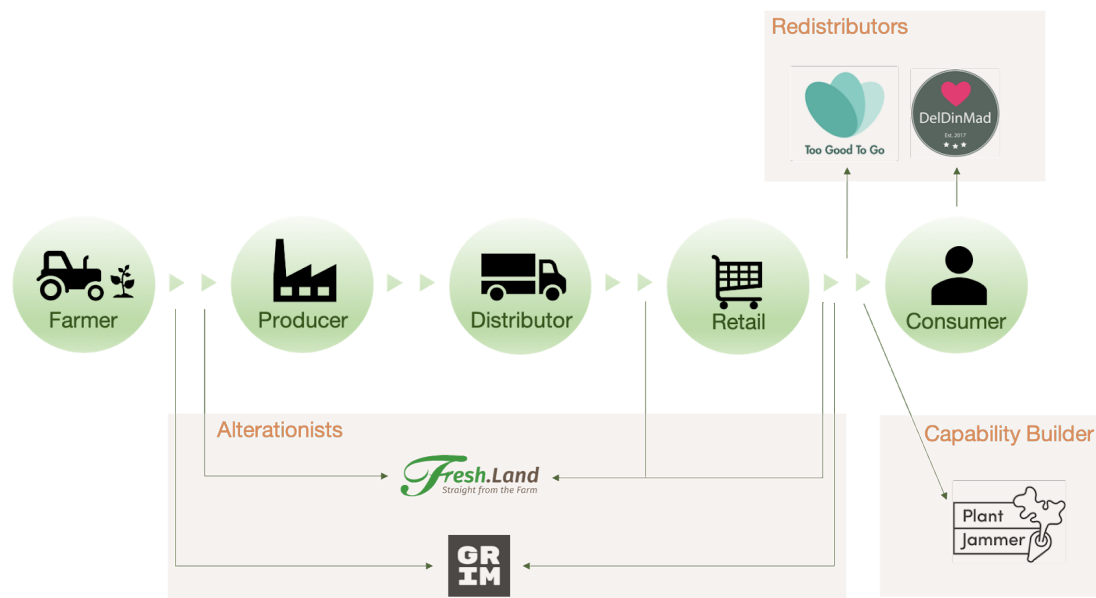 Redistributors
Too Good To Go
DelDinMad
Est. 2017
Farmer
Producer
Distributor
Retail
Consumer
Alterationists
Fresh.Land
Straight from the Farm
GR
IM
Capability Builder
Plant
Jammer